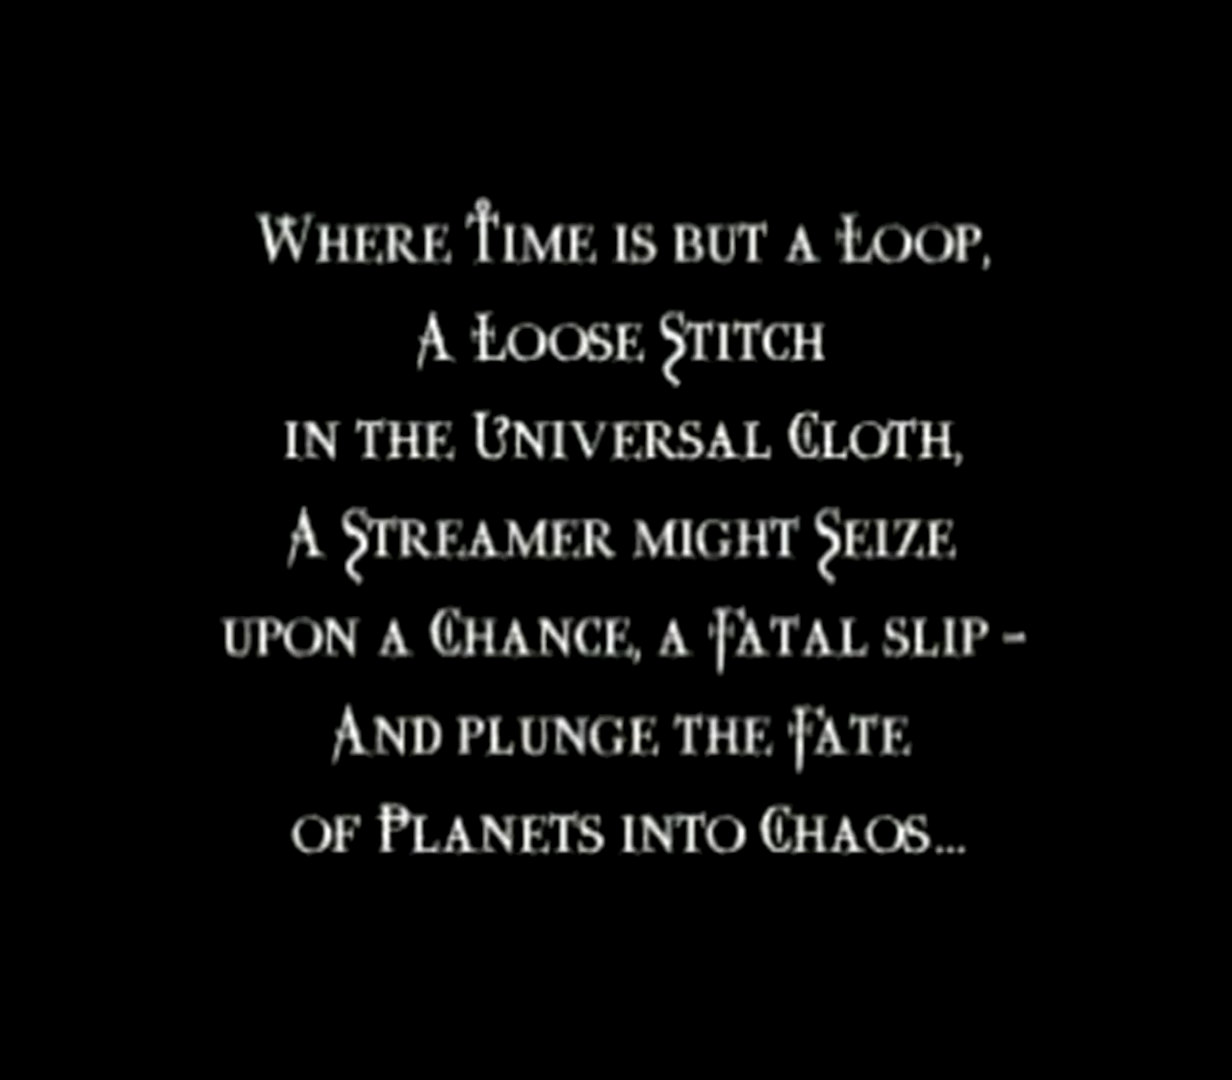 Where Time is but a Loop,
A Loose Stitch
in the Universal Cloth,
A Streamer might Seize
upon a Chance, a Fatal slip –
And plunge the Fate
of Planets into Chaos...